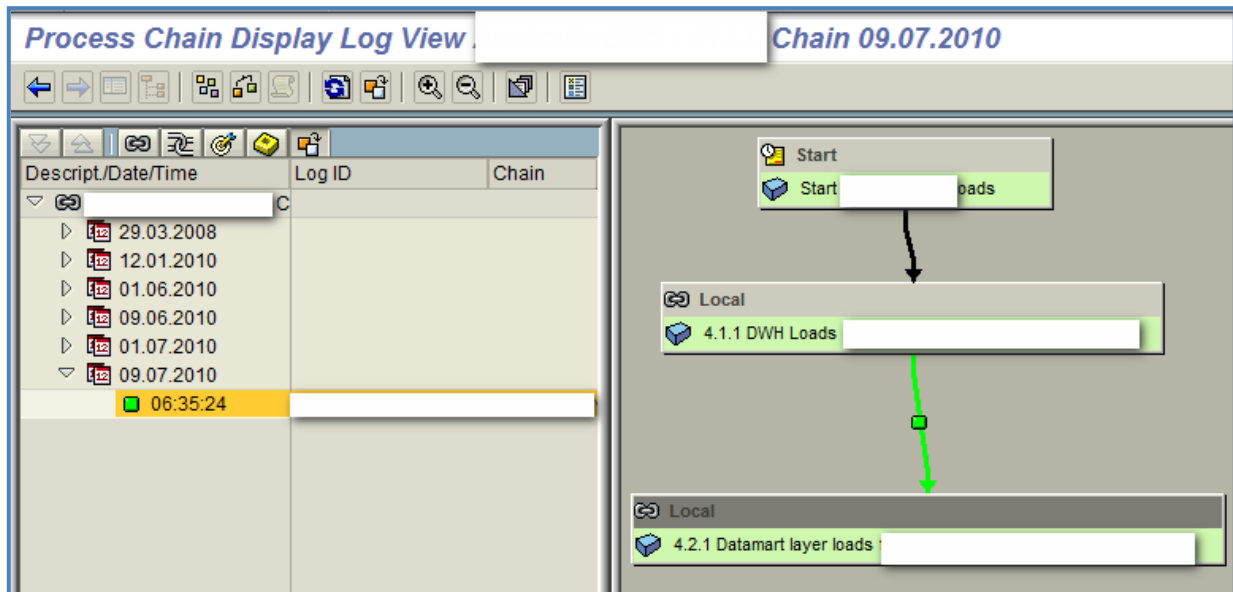 Process Chain Display Log View Chain 09.07.2010
Descript./Date/Time Log ID Chain
C
29.03.2008
12.01.2010
01.06.2010
09.06.2010
01.07.2010
09.07.2010
06:35:24
Start
Start oads
Local
4.1.1 DWH Loads
Local
4.2.1 Datamart layer loads